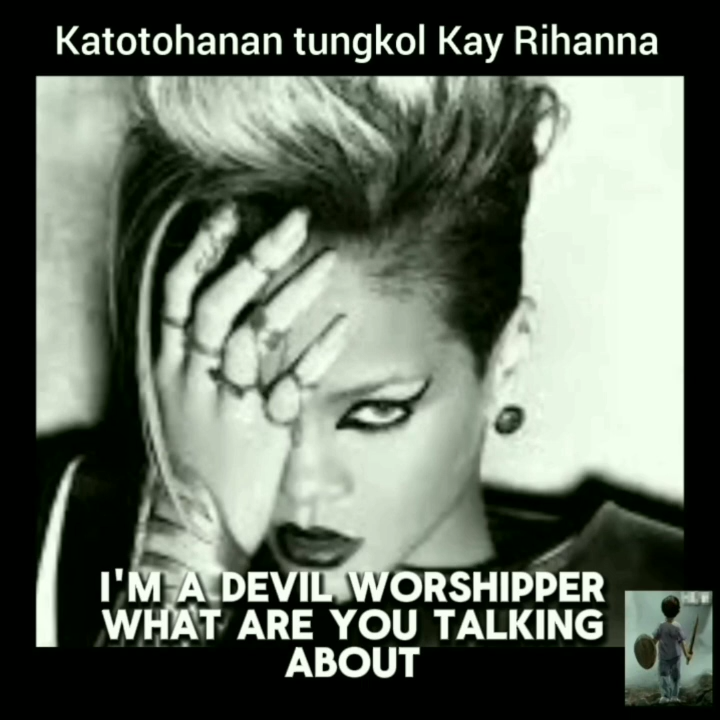 Katotohanan tungkol Kay Rihanna
I'M A DEVIL WORSHIPPER
WHAT ARE YOU TALKING
ABOUT